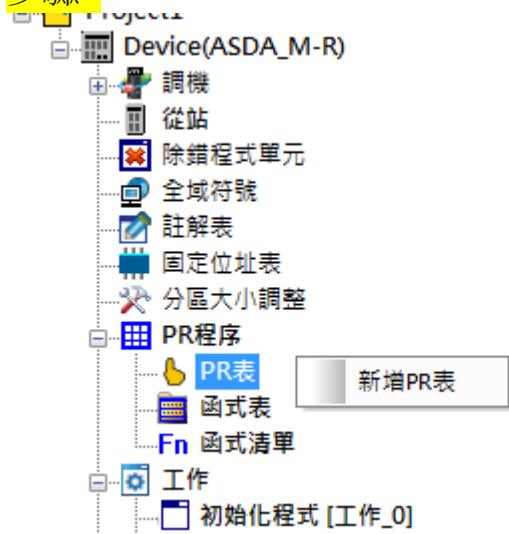 Project1
Device(ASDA_M-R)
調機
從站
除錯程式單元
全域符號
註解表
固定位址表
分區大小調整
PR程序
PR表
新增PR表
函式表
Fn 函式清單
工作
初始化程式 [工作_0]